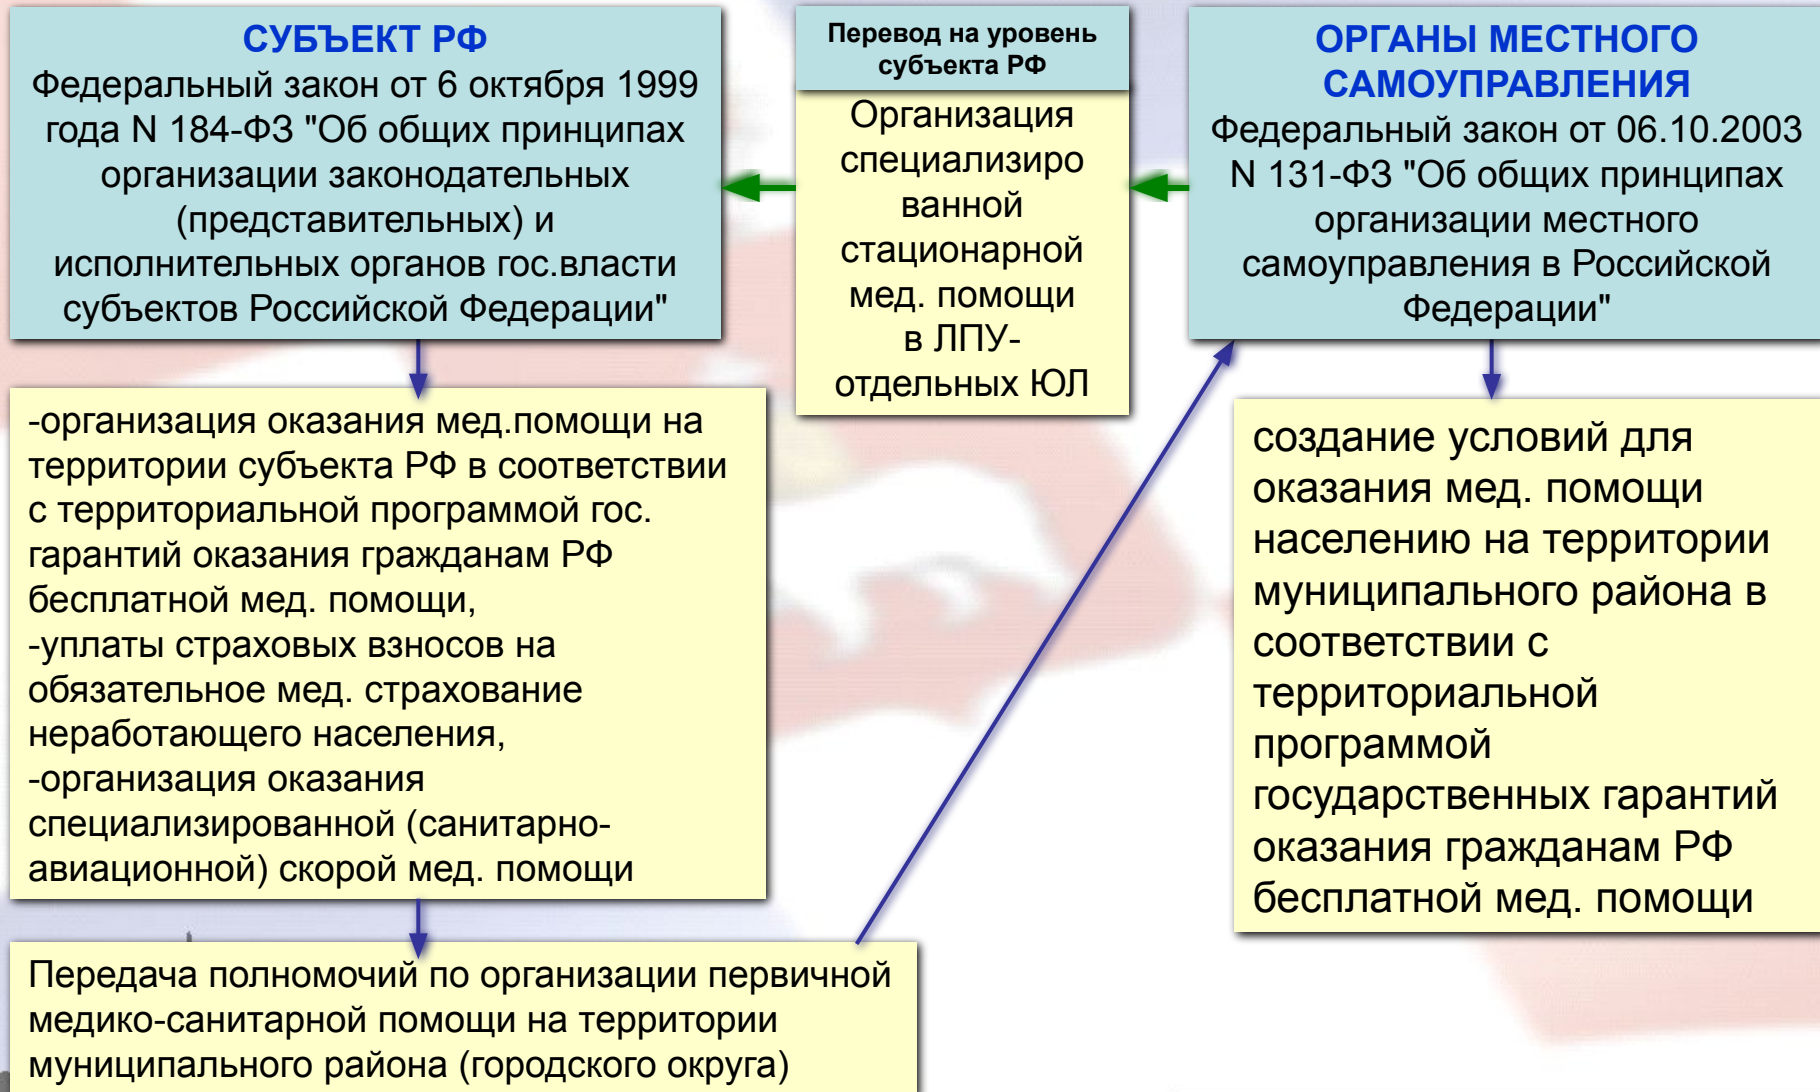 СУБЪЕКТ РФ
Федеральный закон от 6 октября 1999
года N 184-ФЗ "Об общих принципах
организации законодательных
(представительных) и
исполнительных органов гос.власти
субъектов Российской Федерации"
Перевод на уровень
субъекта РФ
Организация
специализиро
ванной
стационарной
мед. помощи
в ЛПУ-
отдельных ЮЛ
ОРГАНЫ МЕСТНОГО
САМОУПРАВЛЕНИЯ
Федеральный закон от 06.10.2003
N 131-ФЗ "Об общих принципах
организации местного
самоуправления в Российской
Федерации"
-организация оказания мед.помощи на
территории субъекта РФ в соответствии
с территориальной программой гос.
гарантий оказания гражданам РФ
бесплатной мед. помощи,
-уплаты страховых взносов на
обязательное мед. страхование
неработающего населения,
-организация оказания
специализированной (санитарно-
авиационной) скорой мед. помощи
создание условий для
оказания мед. помощи
населению на территории
муниципального района в
соответствии с
территориальной
программой
государственных гарантий
оказания гражданам РФ
бесплатной мед. помощи
Передача полномочий по организации первичной
медико-санитарной помощи на территории
муниципального района (городского округа)